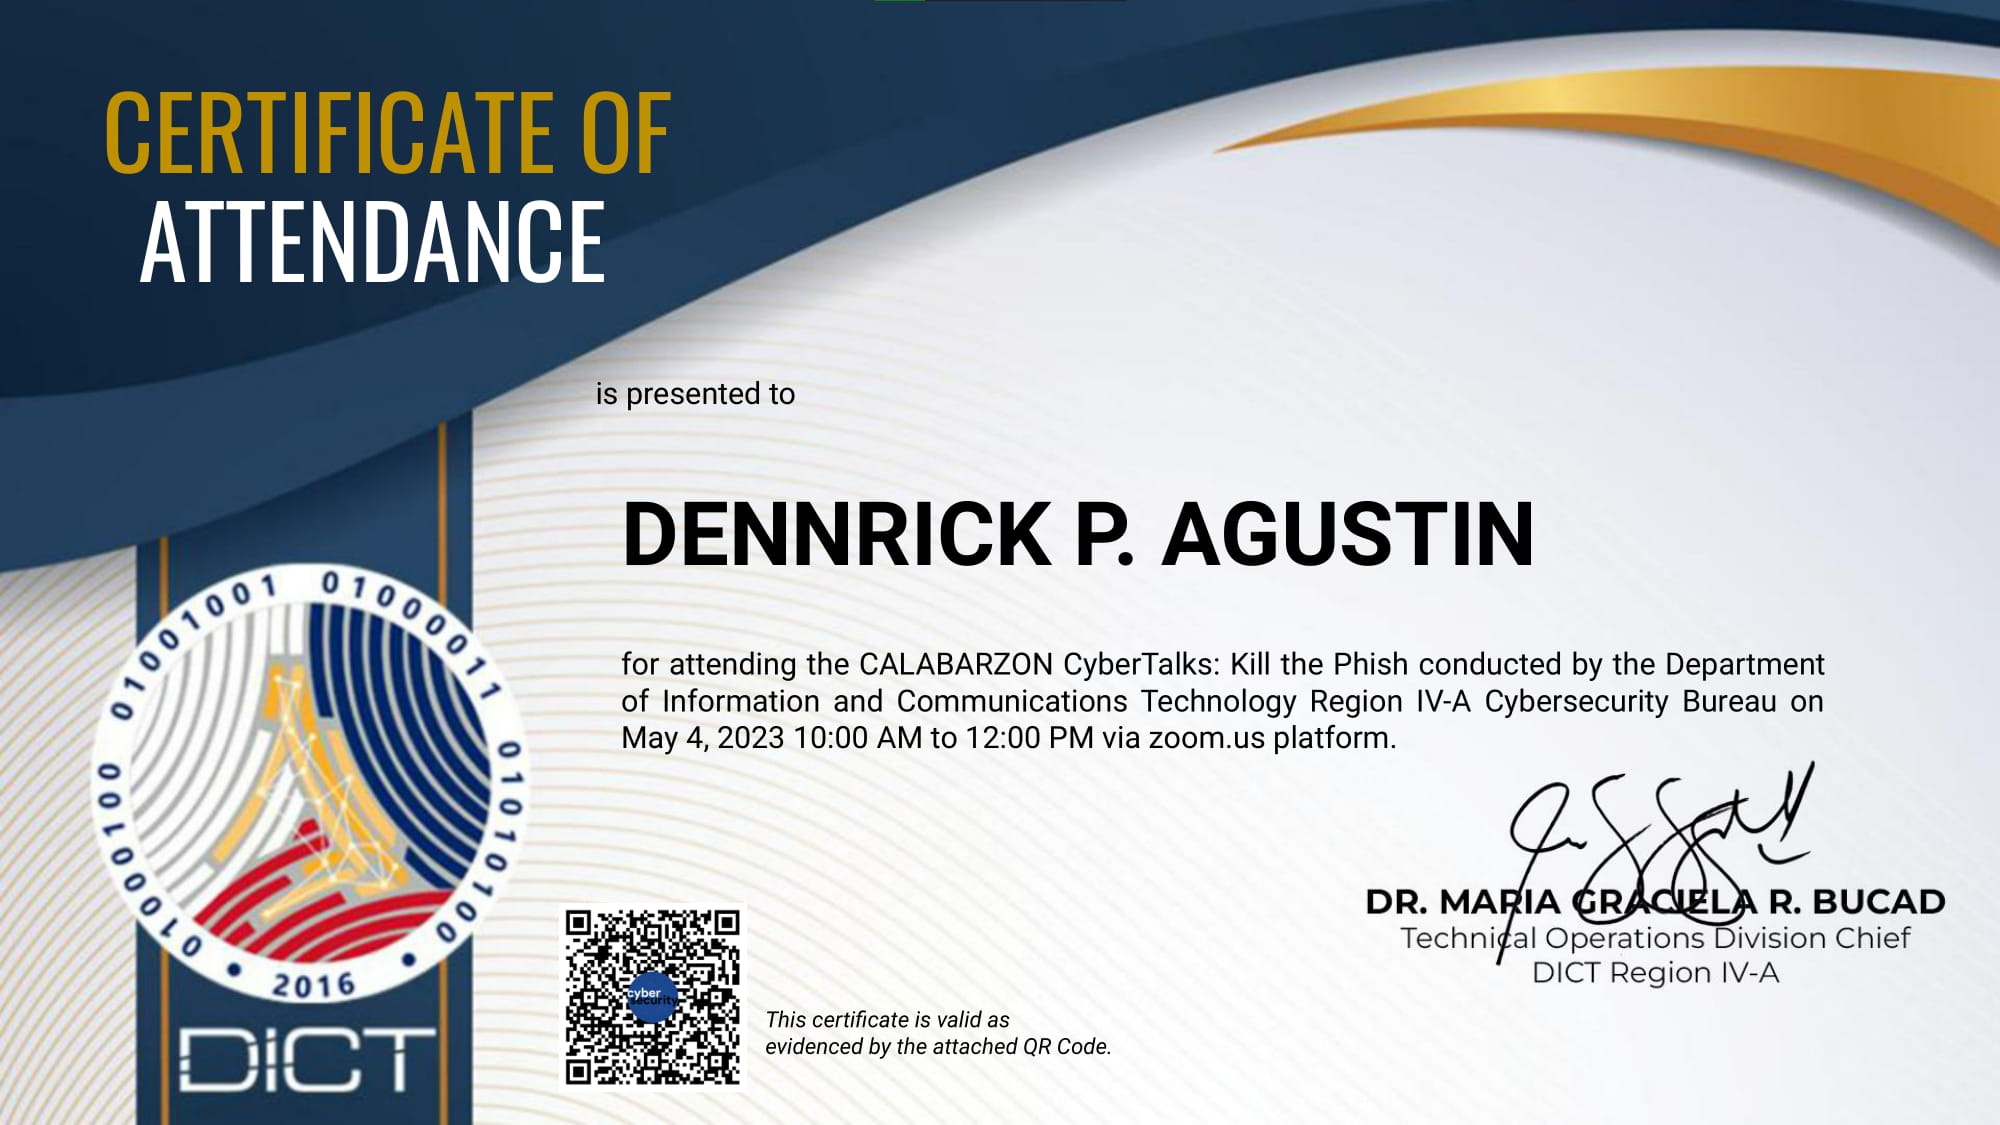 CERTIFICATE OF
ATTENDANCE
is presented to
DENNRICK P. AGUSTIN
for attending the CALABARZON CyberTalks: Kill the Phish conducted by the Department
of Information and Communications Technology Region IV-A Cybersecurity Bureau on
May 4, 2023 10:00 AM to 12:00 PM via zoom.us platform.
DR. MARIA GRACIELA R. BUCAD
Technical Operations Division Chief
DICT Region IV-A
01001001 01000011 01010100
01000100
2016
DICT
cyber
security
This certificate is valid as
evidenced by the attached QR Code.